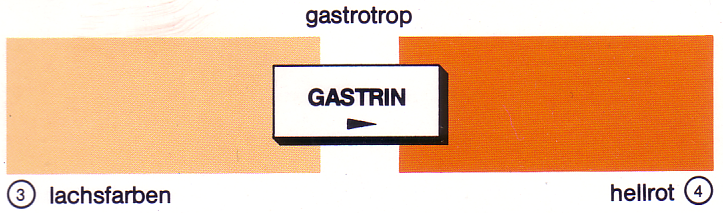 gastrotrop
GASTRIN
3 lachsfarben
hellrot 4